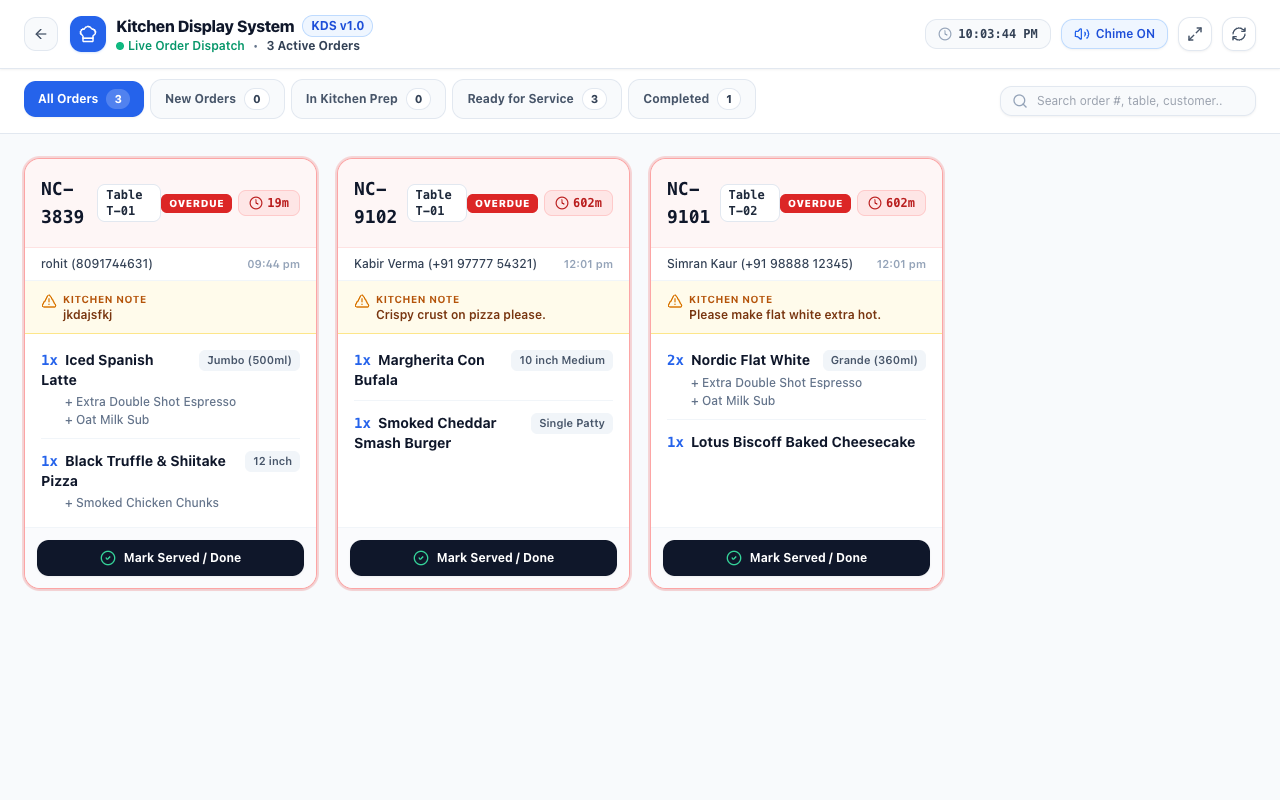 Kitchen Display System KDS v1.0
Live Order Dispatch • 3 Active Orders
10:03:44 PM
Chime ON
All Orders 3
New Orders 0
In Kitchen Prep 0
Ready for Service 3
Completed 1
Search order #, table, customer..
NC-
3839
Table
T-01
OVERDUE
19m
rohit (8091744631)
09:44 pm
KITCHEN NOTE
jkdajsfkj
1x Iced Spanish
Latte
Jumbo (500ml)
+ Extra Double Shot Espresso
+ Oat Milk Sub
1x Black Truffle & Shiitake
Pizza
12 inch
+ Smoked Chicken Chunks
Mark Served / Done
NC-
9102
Table
T-01
OVERDUE
602m
Kabir Verma (+91 97777 54321)
12:01 pm
KITCHEN NOTE
Crispy crust on pizza please.
1x Margherita Con
Bufala
10 inch Medium
1x Smoked Cheddar
Smash Burger
Single Patty
Mark Served / Done
NC-
9101
Table
T-02
OVERDUE
602m
Simran Kaur (+91 98888 12345)
12:01 pm
KITCHEN NOTE
Please make flat white extra hot.
2x Nordic Flat White
Grande (360ml)
+ Extra Double Shot Espresso
+ Oat Milk Sub
1x Lotus Biscoff Baked Cheesecake
Mark Served / Done